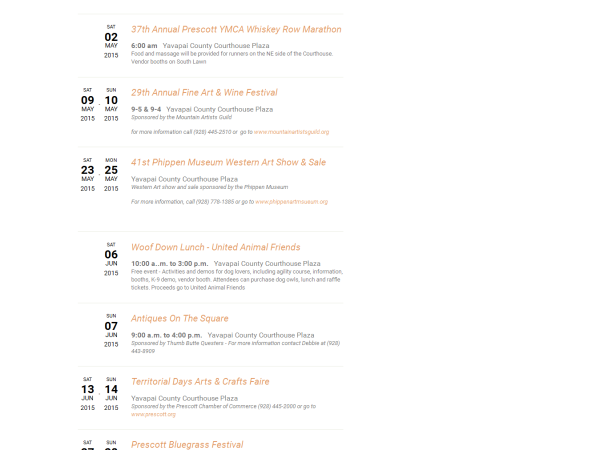 SAT
02
MAY
2015
37th Annual Prescott YMCA Whiskey Row Marathon
6:00 am Yavapai County Courthouse Plaza
Food and massage will be provided for runners on the NE side of the Courthouse.
Vendor booths on South Lawn
SAT SUN
09 - 10
MAY MAY
2015 2015
29th Annual Fine Art & Wine Festival
9-5 & 9-4 Yavapai County Courthouse Plaza
Sponsored by the Mountain Artists Guild
for more information call (928) 445-2510 or go to www.mountainartistsguild.org
SAT MON
23 - 25
MAY MAY
2015 2015
41st Phippen Museum Western Art Show & Sale
Yavapai County Courthouse Plaza
Western Art show and sale sponsored by the Phippen Museum
For more information, call (928) 778-1385 or go to www.phippenartmuseum.org
SAT
06
JUN
2015
Woof Down Lunch - United Animal Friends
10:00 a..m. to 3:00 p.m. Yavapai County Courthouse Plaza
Free event - Activities and demos for dog lovers, including agility course, information,
booths, K-9 demo, vendor booth. Attendees can purchase dog owls, lunch and raffle
tickets. Proceeds go to United Animal Friends
SUN
07
JUN
2015
Antiques On The Square
9:00 a.m. to 4:00 p.m. Yavapai County Courthouse Plaza
Sponsored by Thumb Butte Questers - For more information contact Debbie at (928)
443-8909
SAT SUN
13 - 14
JUN JUN
2015 2015
Territorial Days Arts & Crafts Faire
Yavapai County Courthouse Plaza
Sponsored by the Prescott Chamber of Commerce (928) 445-2000 or go to
www.prescott.org
SAT SUN
Prescott Bluegrass Festival